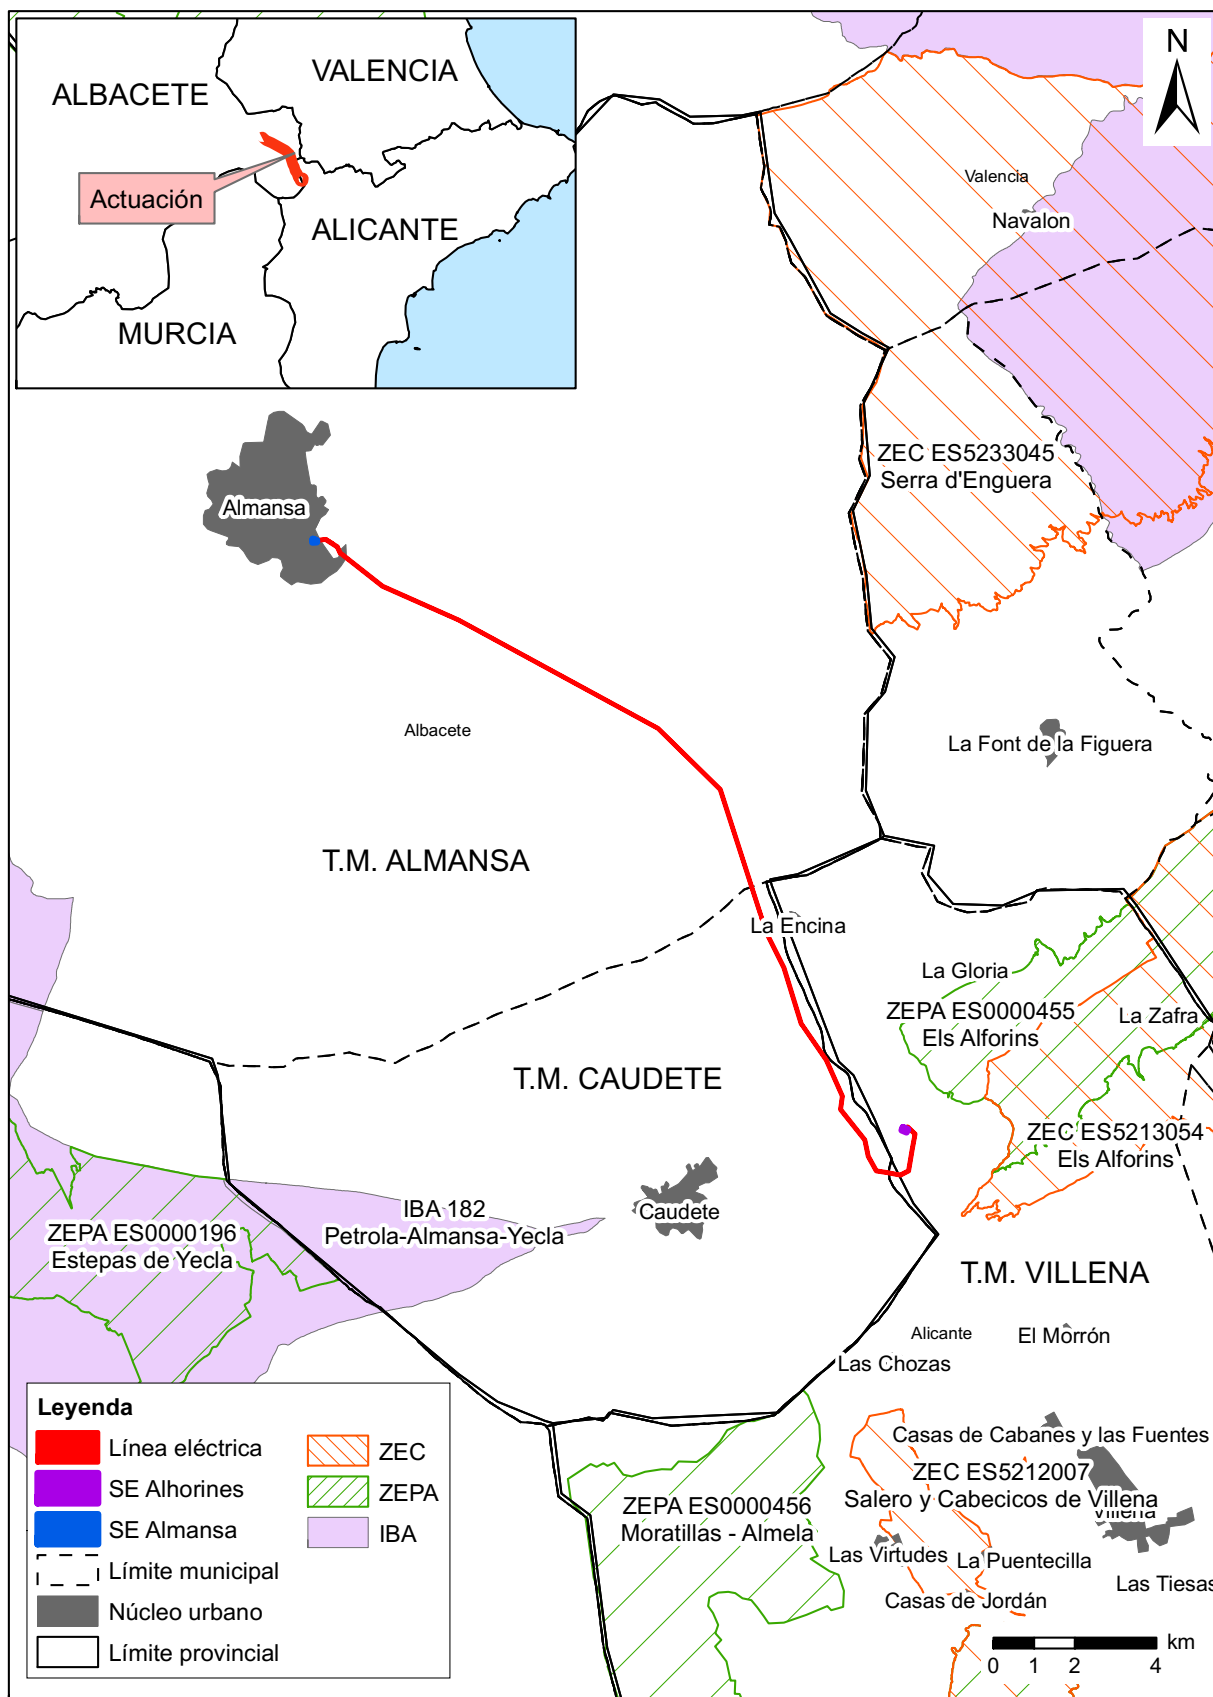 ALBACETE
VALENCIA
Actuación
ALICANTE
MURCIA
N
Valencia
Navalon
ZEC ES5233045
Serra d'Enguera
Almansa
Albacete
La Font de la Figuera
T.M. ALMANSA
La Encina
La Gloria
ZEPA ES0000455
Els Alforins
La Zafra
T.M. CAUDETE
ZEC ES5213054
Els Alforins
IBA 182
Petrola-Almansa-Yecla
Caudete
ZEPA ES0000196
Estepas de Yecla
T.M. VILLENA
Alicante
El Morrón
Las Chozas
Casas de Cabanes y las Fuentes
ZEC ES5212007
Salero y Cabecicos de Villena
Villena
ZEPA ES0000456
Moratillas - Almela
Las Virtudes
La Puentecilla
Las Tiesas
Casas de Jordán
Leyenda
Línea eléctrica
SE Alhorines
SE Almansa
Límite municipal
Núcleo urbano
Límite provincial
ZEC
ZEPA
IBA
km
0 1 2 4